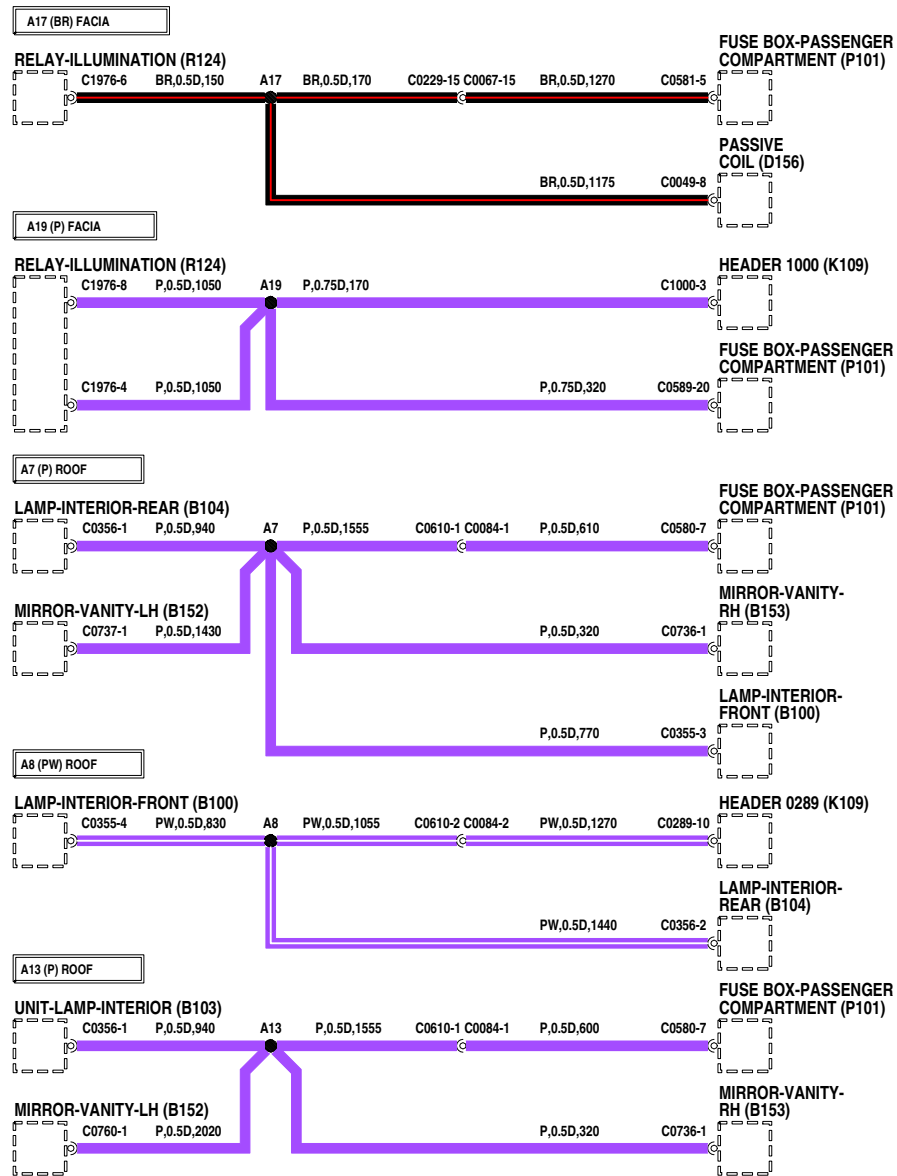 A17 (BR) FACIA
RELAY-ILLUMINATION (R124)
FUSE BOX-PASSENGER
COMPARTMENT (P101)
C1976-6 BR,0.5D,150 A17 BR,0.5D,170 C0229-15 C0067-15 BR,0.5D,1270 C0581-5
PASSIVE
COIL (D156)
BR,0.5D,1175 C0049-8
A19 (P) FACIA
RELAY-ILLUMINATION (R124)
HEADER 1000 (K109)
C1976-8 P,0.5D,1050 A19 P,0.75D,170 C1000-3
FUSE BOX-PASSENGER
COMPARTMENT (P101)
C1976-4 P,0.5D,1050 P,0.75D,320 C0589-20
A7 (P) ROOF
LAMP-INTERIOR-REAR (B104)
FUSE BOX-PASSENGER
COMPARTMENT (P101)
C0356-1 P,0.5D,940 A7 P,0.5D,1555 C0610-1 C0084-1 P,0.5D,610 C0580-7
MIRROR-VANITY-LH (B152)
MIRROR-VANITY-
RH (B153)
C0737-1 P,0.5D,1430 P,0.5D,320 C0736-1
LAMP-INTERIOR-
FRONT (B100)
P,0.5D,770 C0355-3
A8 (PW) ROOF
LAMP-INTERIOR-FRONT (B100)
HEADER 0289 (K109)
C0355-4 PW,0.5D,830 A8 PW,0.5D,1055 C0610-2 C0084-2 PW,0.5D,1270 C0289-10
LAMP-INTERIOR-
REAR (B104)
PW,0.5D,1440 C0356-2
A13 (P) ROOF
UNIT-LAMP-INTERIOR (B103)
FUSE BOX-PASSENGER
COMPARTMENT (P101)
C0356-1 P,0.5D,940 A13 P,0.5D,1555 C0610-1 C0084-1 P,0.5D,600 C0580-7
MIRROR-VANITY-LH (B152)
MIRROR-VANITY-
RH (B153)
C0760-1 P,0.5D,2020 P,0.5D,320 C0736-1